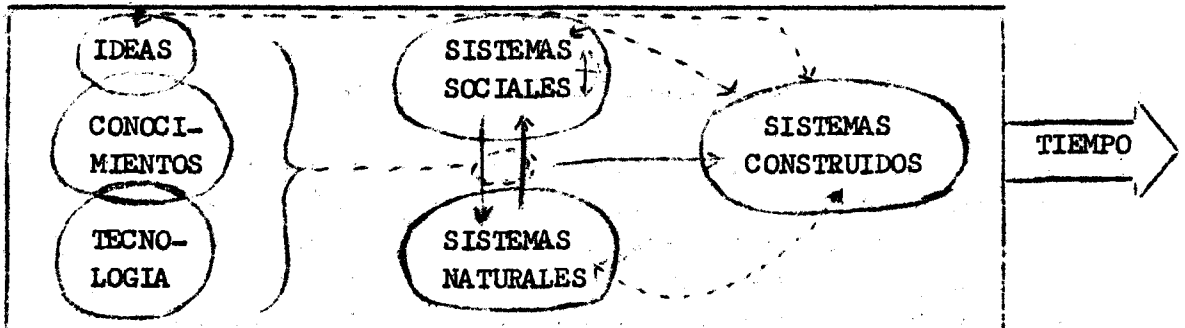 IDEAS
CONOCI-
MIENTOS
TECNO-
LOGIA
SISTEMAS
SOCIALES
SISTEMAS
NATURALES
SISTEMAS
CONSTRUIDOS
TIEMPO